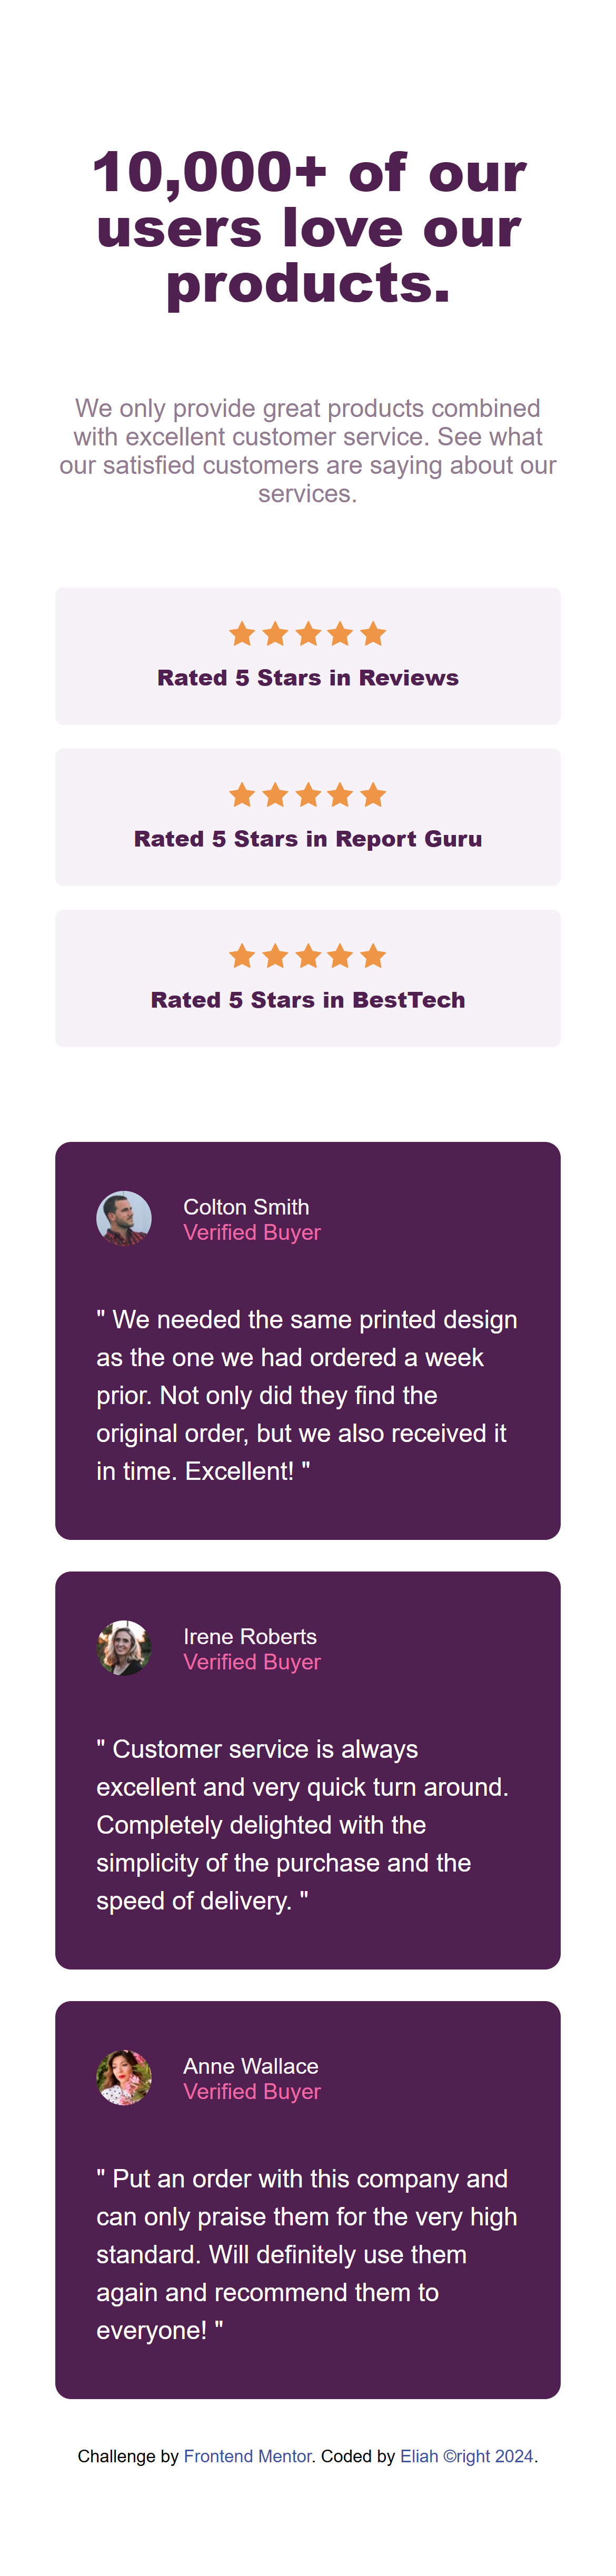 10,000+ of our
users love our
products.
We only provide great products combined
with excellent customer service. See what
our satisfied customers are saying about our
services.
Rated 5 Stars in Reviews
Rated 5 Stars in Report Guru
Rated 5 Stars in BestTech
Colton Smith
Verified Buyer
" We needed the same printed design
as the one we had ordered a week
prior. Not only did they find the
original order, but we also received it
in time. Excellent! "
Irene Roberts
Verified Buyer
" Customer service is always
excellent and very quick turn around.
Completely delighted with the
simplicity of the purchase and the
speed of delivery. "
Anne Wallace
Verified Buyer
" Put an order with this company and
can only praise them for the very high
standard. Will definitely use them
again and recommend them to
everyone! "
Challenge by Frontend Mentor. Coded by Eliah ©right 2024.